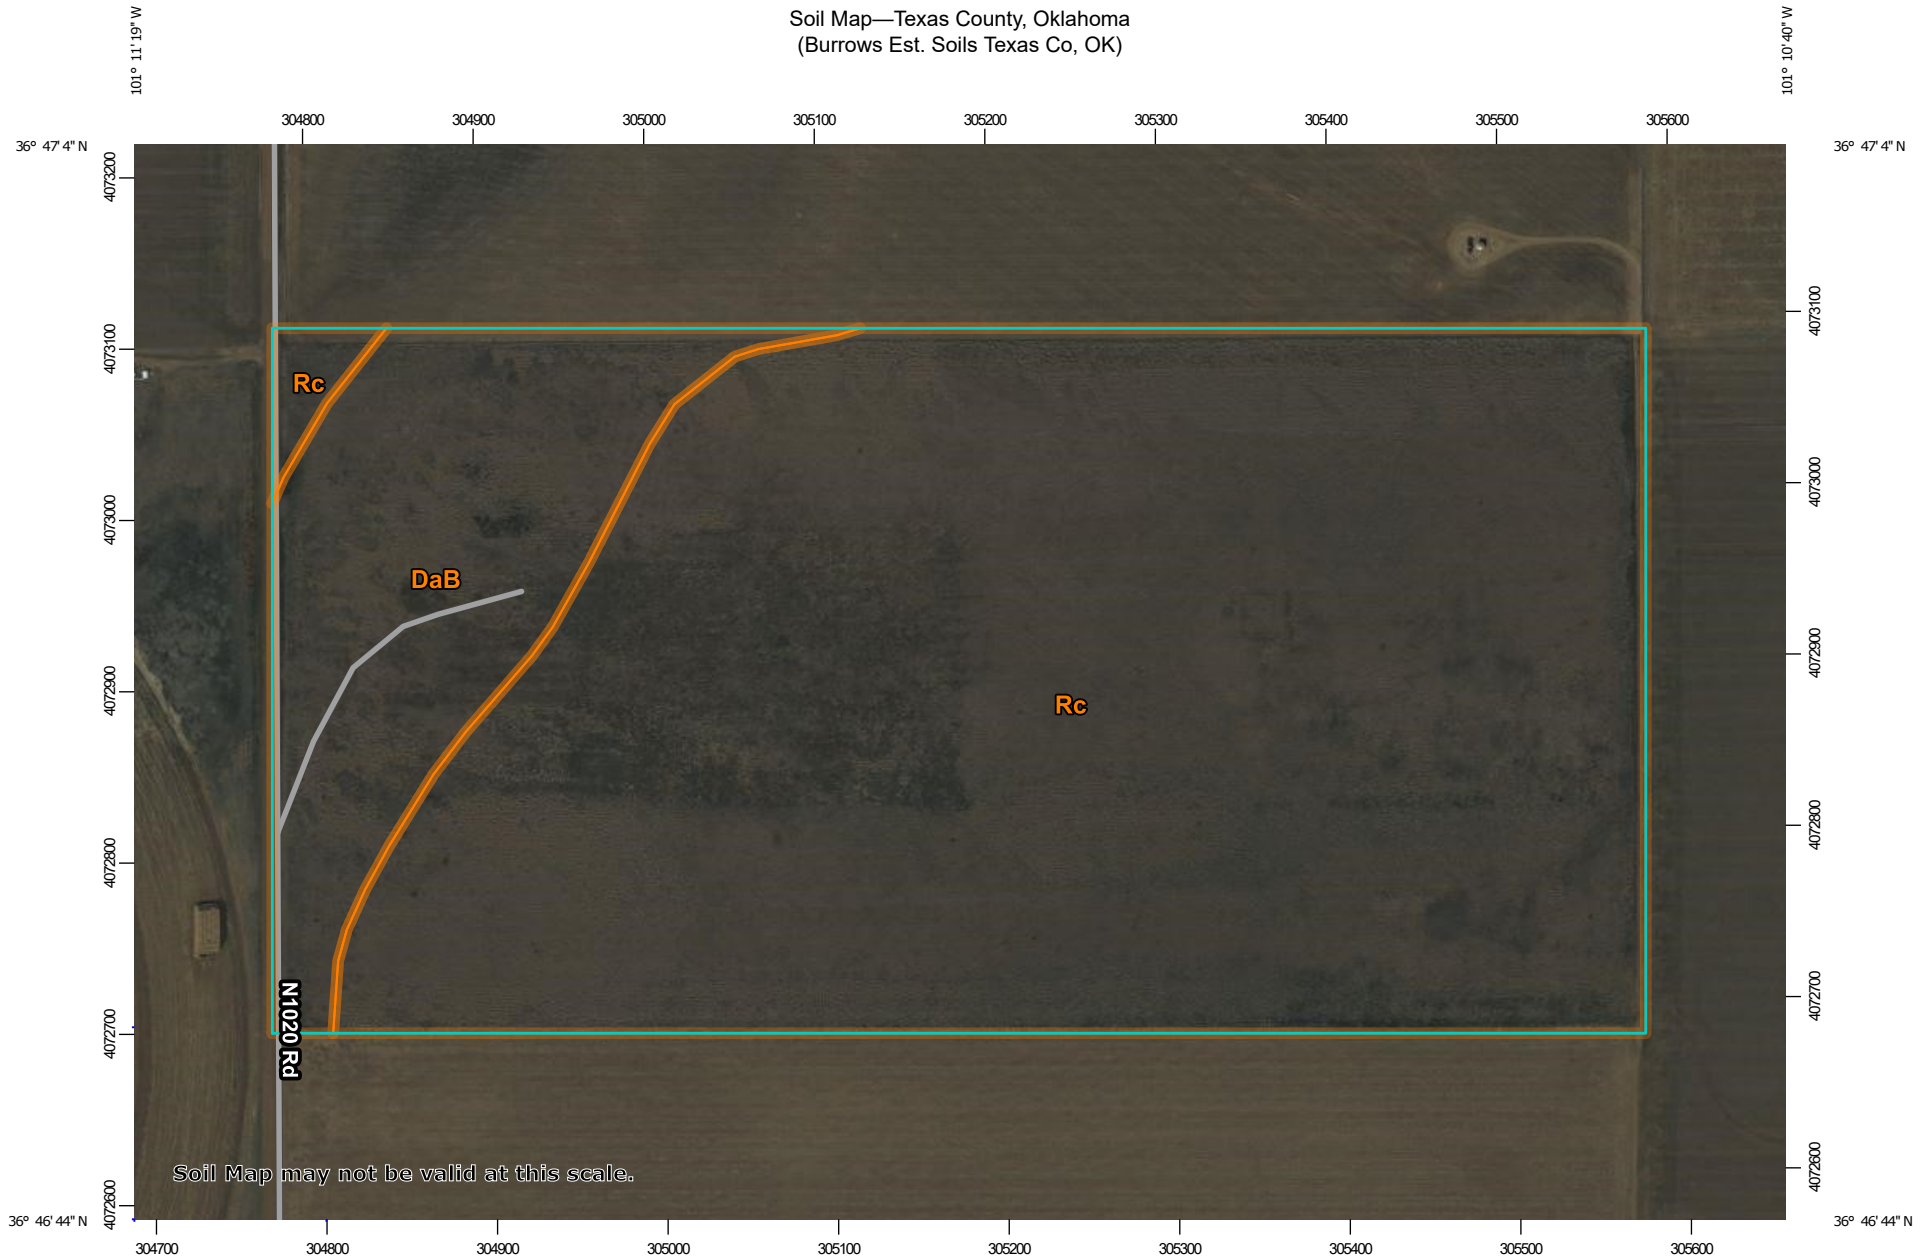 Soil Map—Texas County, Oklahoma
(Burrows Est. Soils Texas Co, OK)
101° 11' 19" W
101° 10' 40" W
304800 304900 305000 305100 305200 305300 305400 305500 305600
36° 47' 4" N
36° 47' 4" N
4073200
4073100
4073100
Rc
4073000
4073000
DaB
4072900
4072900
Rc
4072800
4072800
4072700
4072700
N1020 Rd
Soil Map may not be valid at this scale.
4072600
4072600
36° 46' 44" N
36° 46' 44" N
304700 304800 304900 305000 305100 305200 305300 305400 305500 305600